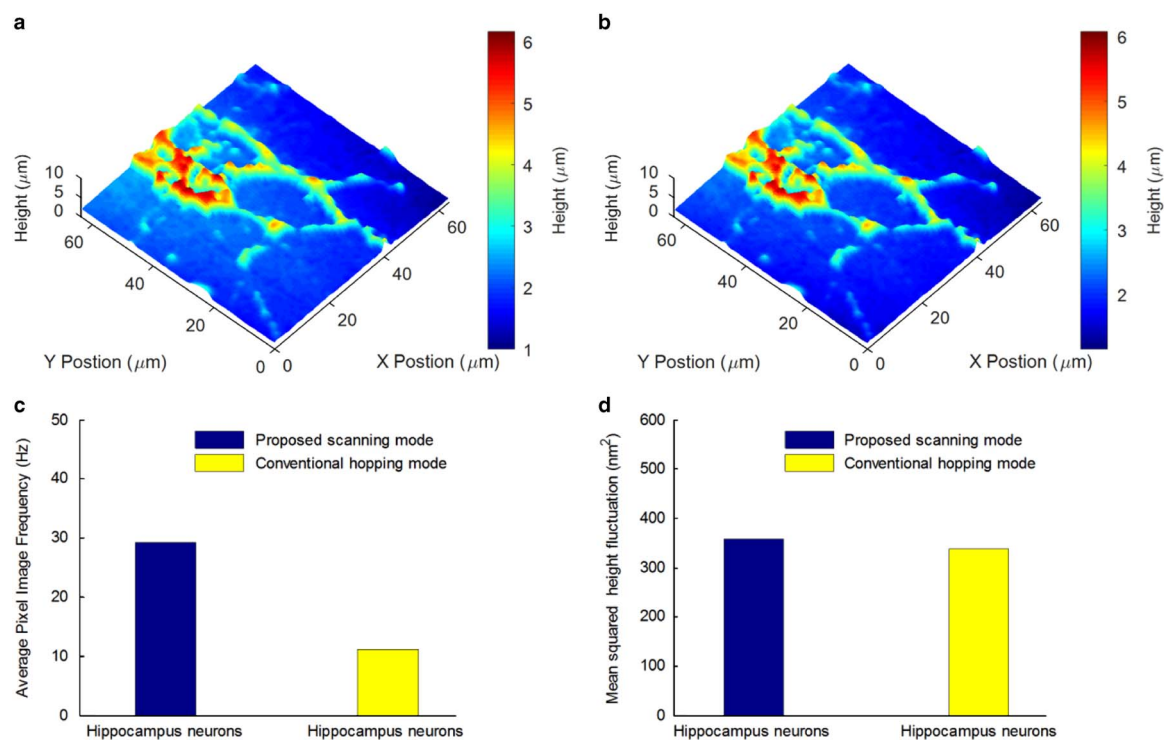 a
6
5
4
3
2
1
Height (μm)
Height (μm)
10
5
0
60
40
20
0
0
20
40
60
Y Postion (μm)
X Postion (μm)
b
6
5
4
3
2
Height (μm)
Height (μm)
10
5
0
60
40
20
0
0
20
40
60
Y Postion (μm)
X Postion (μm)
c
50
40
30
20
10
0
Average Pixel Image Frequency (Hz)
Proposed scanning mode
Conventional hopping mode
Hippocampus neurons
Hippocampus neurons
d
600
500
400
300
200
100
0
Mean squared height fluctuation (nm²)
Proposed scanning mode
Conventional hopping mode
Hippocampus neurons
Hippocampus neurons